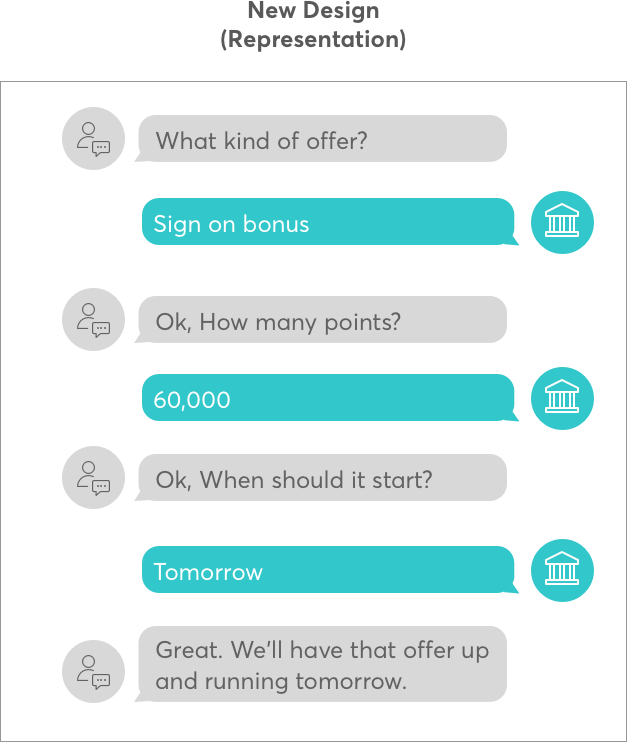 New Design
(Representation)
What kind of offer?
Sign on bonus
Ok, How many points?
60,000
Ok, When should it start?
Tomorrow
Great. We’ll have that offer up
and running tomorrow.